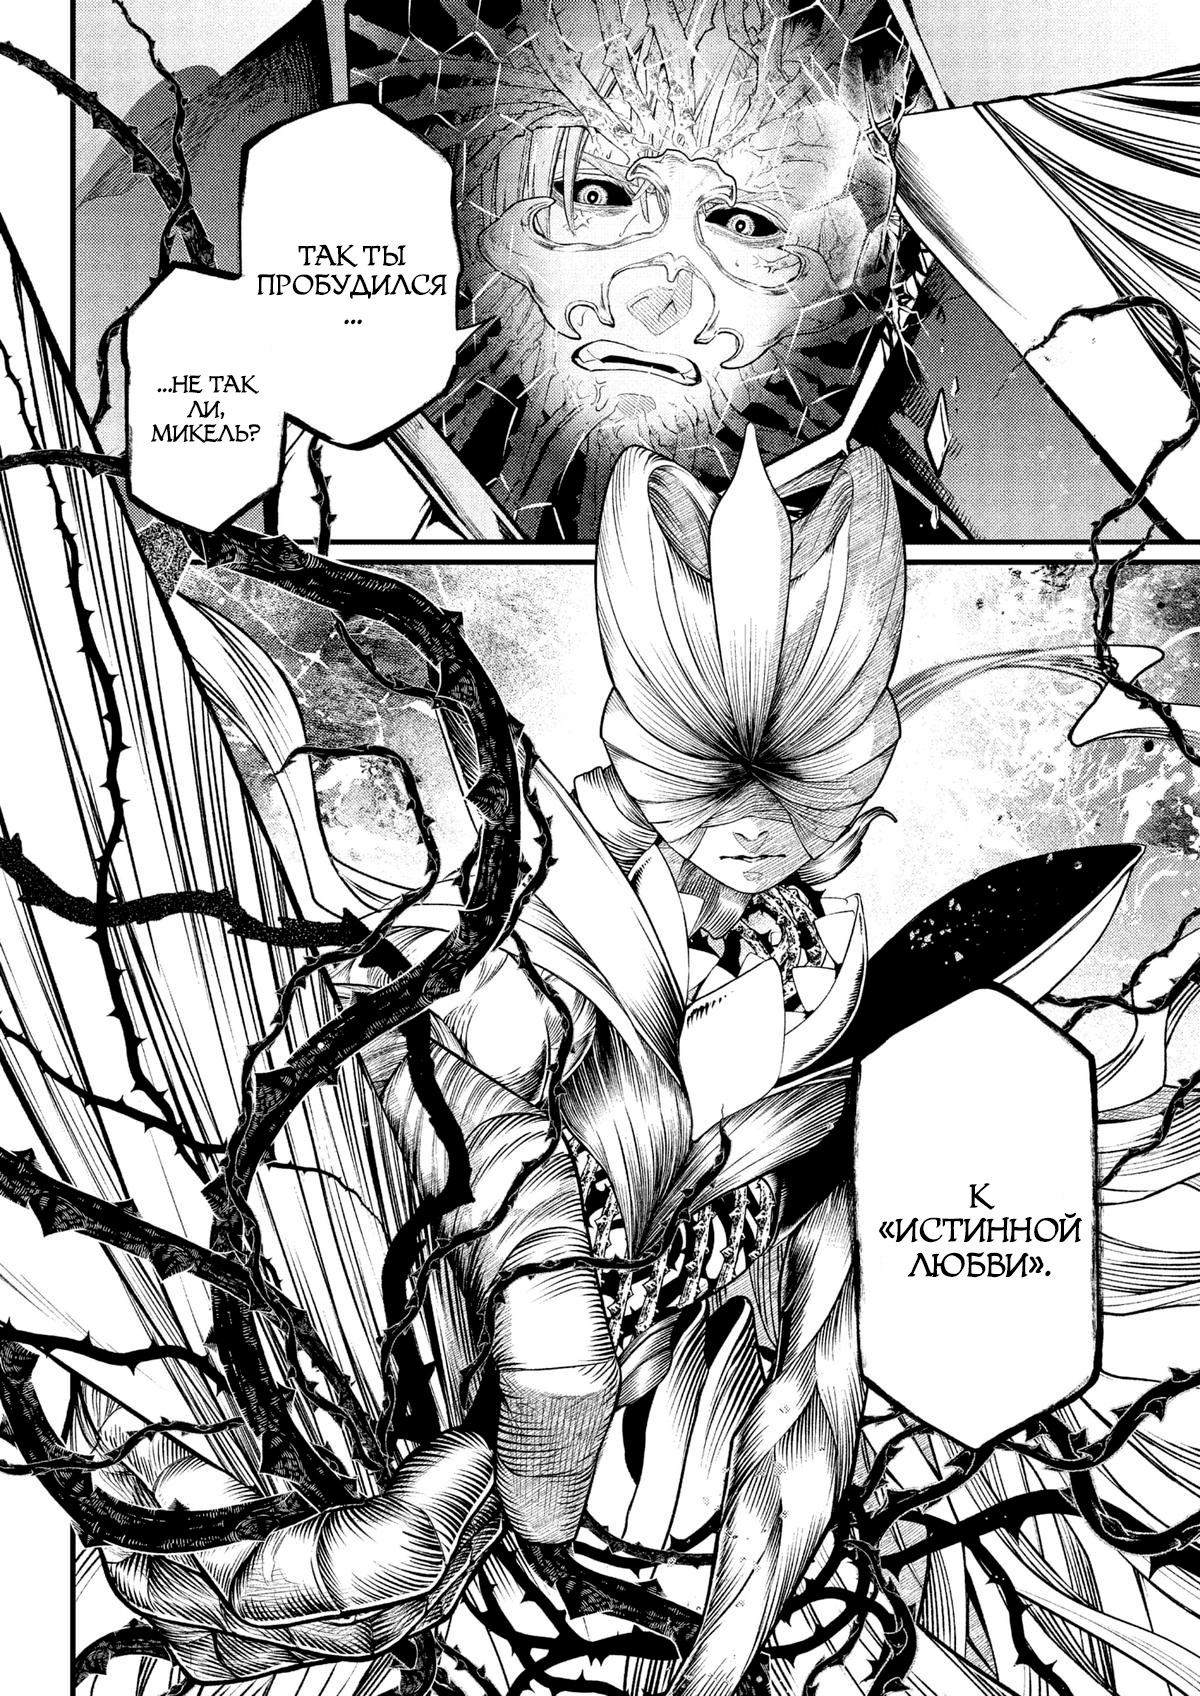 ТАК ТЫ
ПРОБУДИЛСЯ
...
...НЕ ТАК
ЛИ,
МИКЕЛЬ?
К
«ИСТИННОЙ
ЛЮБВИ».